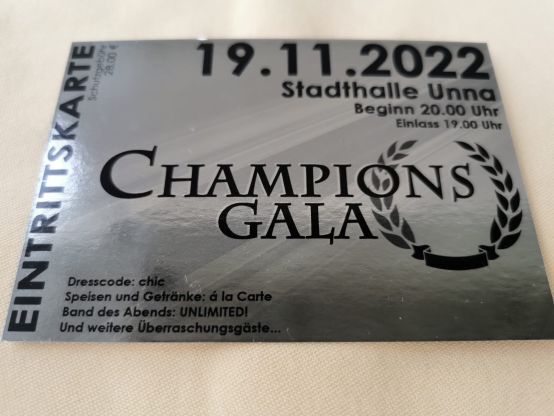 EINTRITTSKARTE
Schutzgebühr
28,00 €
19.11.2022
Stadthalle Unna
Beginn 20.00 Uhr
Einlass 19.00 Uhr
CHAMPIONS
GALA
Dresscode: chic
Speisen und Getränke: á la Carte
Band des Abends: UNLIMITED!
Und weitere Überraschungsgäste...